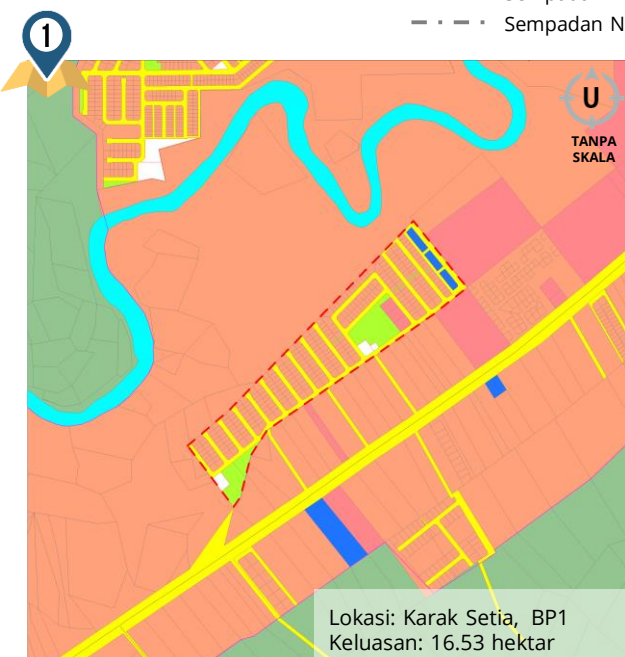 Sempadan N
1
U
TANPA
SKALA
Lokasi: Karak Setia, BP1
Keluasan: 16.53 hektar